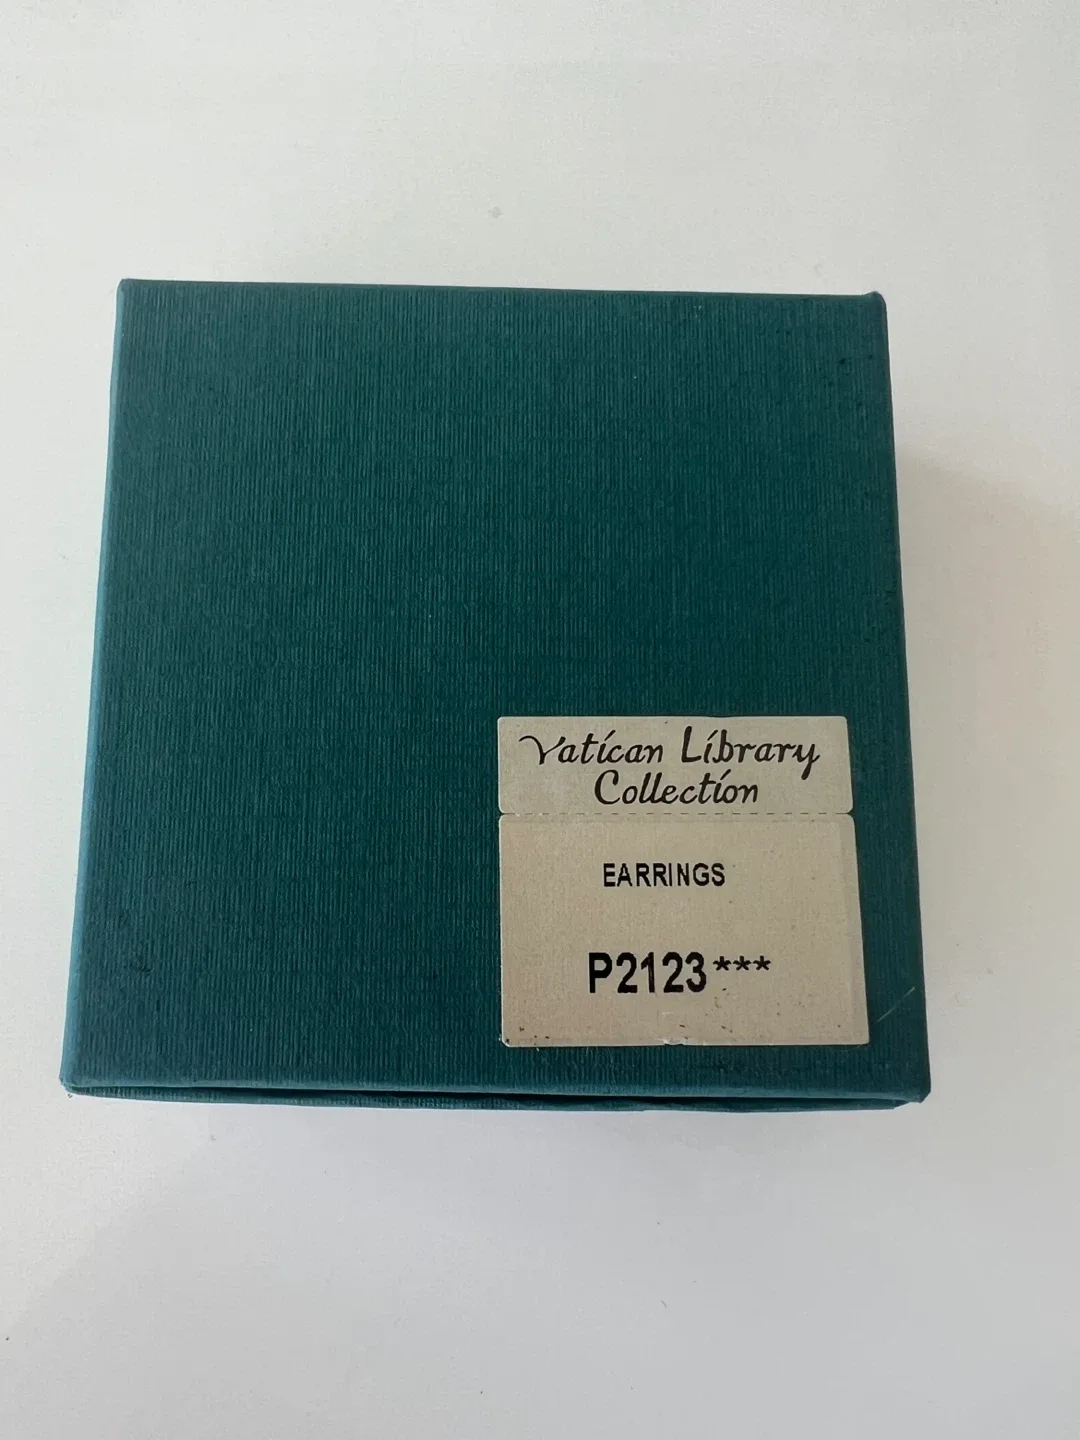 Vatican Library
Collection
EARRINGS
P2123***